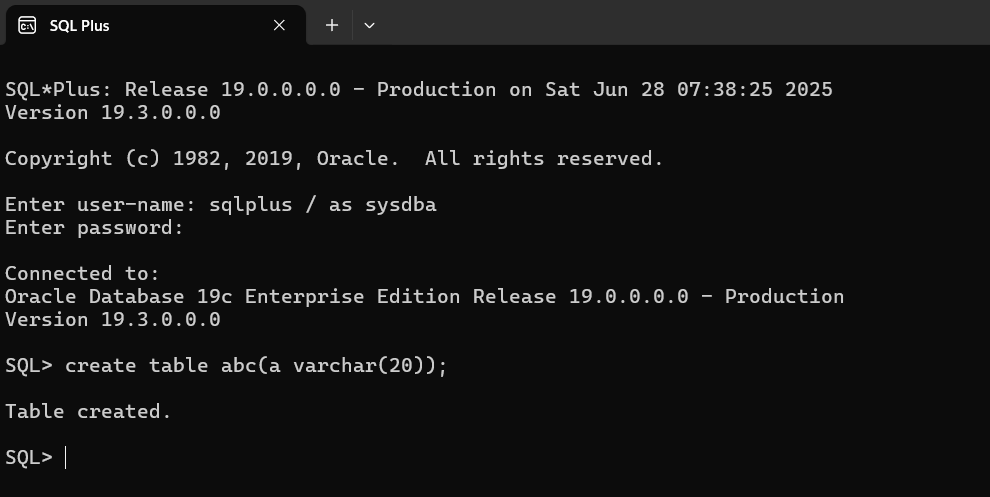 SQL Plus
SQL*Plus: Release 19.0.0.0.0 - Production on Sat Jun 28 07:38:25 2025
Version 19.3.0.0.0
Copyright (c) 1982, 2019, Oracle.  All rights reserved.
Enter user-name: sqlplus / as sysdba
Enter password:
Connected to:
Oracle Database 19c Enterprise Edition Release 19.0.0.0.0 - Production
Version 19.3.0.0.0
SQL> create table abc(a varchar(20));
Table created.
SQL>